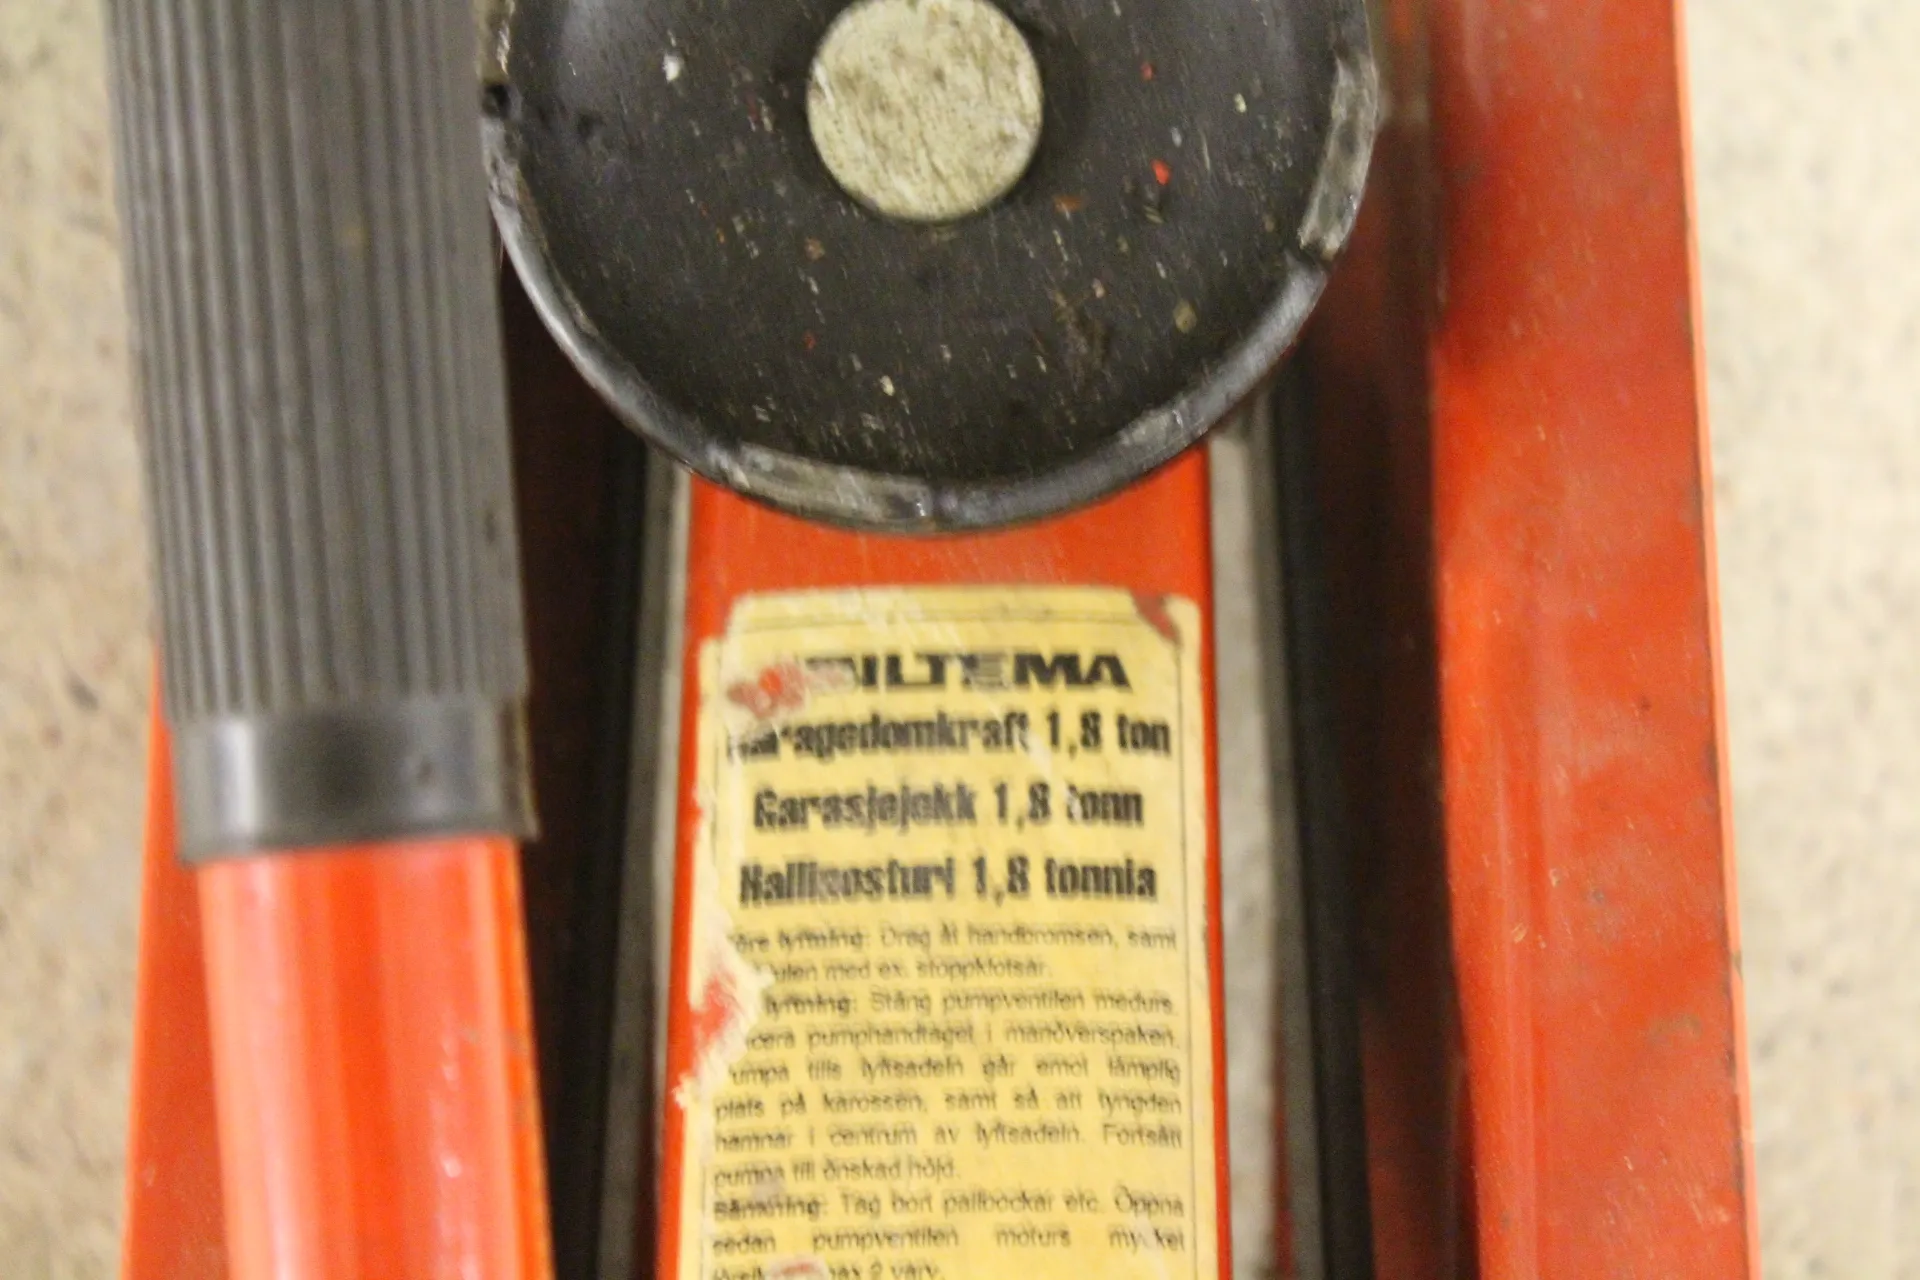 BILTEMA
Garagedomkraft 1,8 ton
Garasjejekk 1,8 tonn
Hallinosturi 1,8 tonnia
Före lyftning: Drag åt handbromsen, samt
med ex. stoppklotsar.
lyftning: Stäng pumpventilen medurs.
pumphandtaget i manöverspaken.
Pumpa tills lyftsadeln går emot lämplig
plats på karossen, samt så att tyngden
hamnar i centrum av lyftsadeln. Fortsätt
pumpa till önskad höjd.
Sänkning: Tag bort pallbockar etc. Öppna
sedan pumpventilen moturs mycket
max 2 varv.